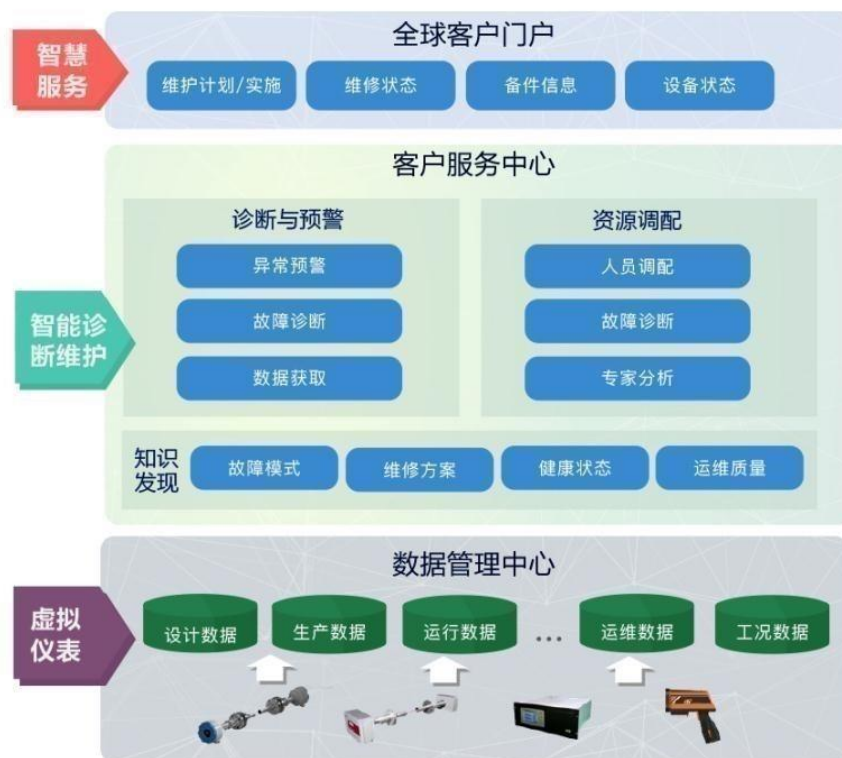 智慧
服务
全球客户门户
维护计划/实施
维修状态
备件信息
设备状态
智能诊
断维护
客户服务中心
诊断与预警
异常预警
故障诊断
数据获取
资源调配
人员调配
故障诊断
专家分析
知识
发现
故障模式
维修方案
健康状态
运维质量
虚拟
仪表
数据管理中心
设计数据
生产数据
运行数据
...
运维数据
工况数据